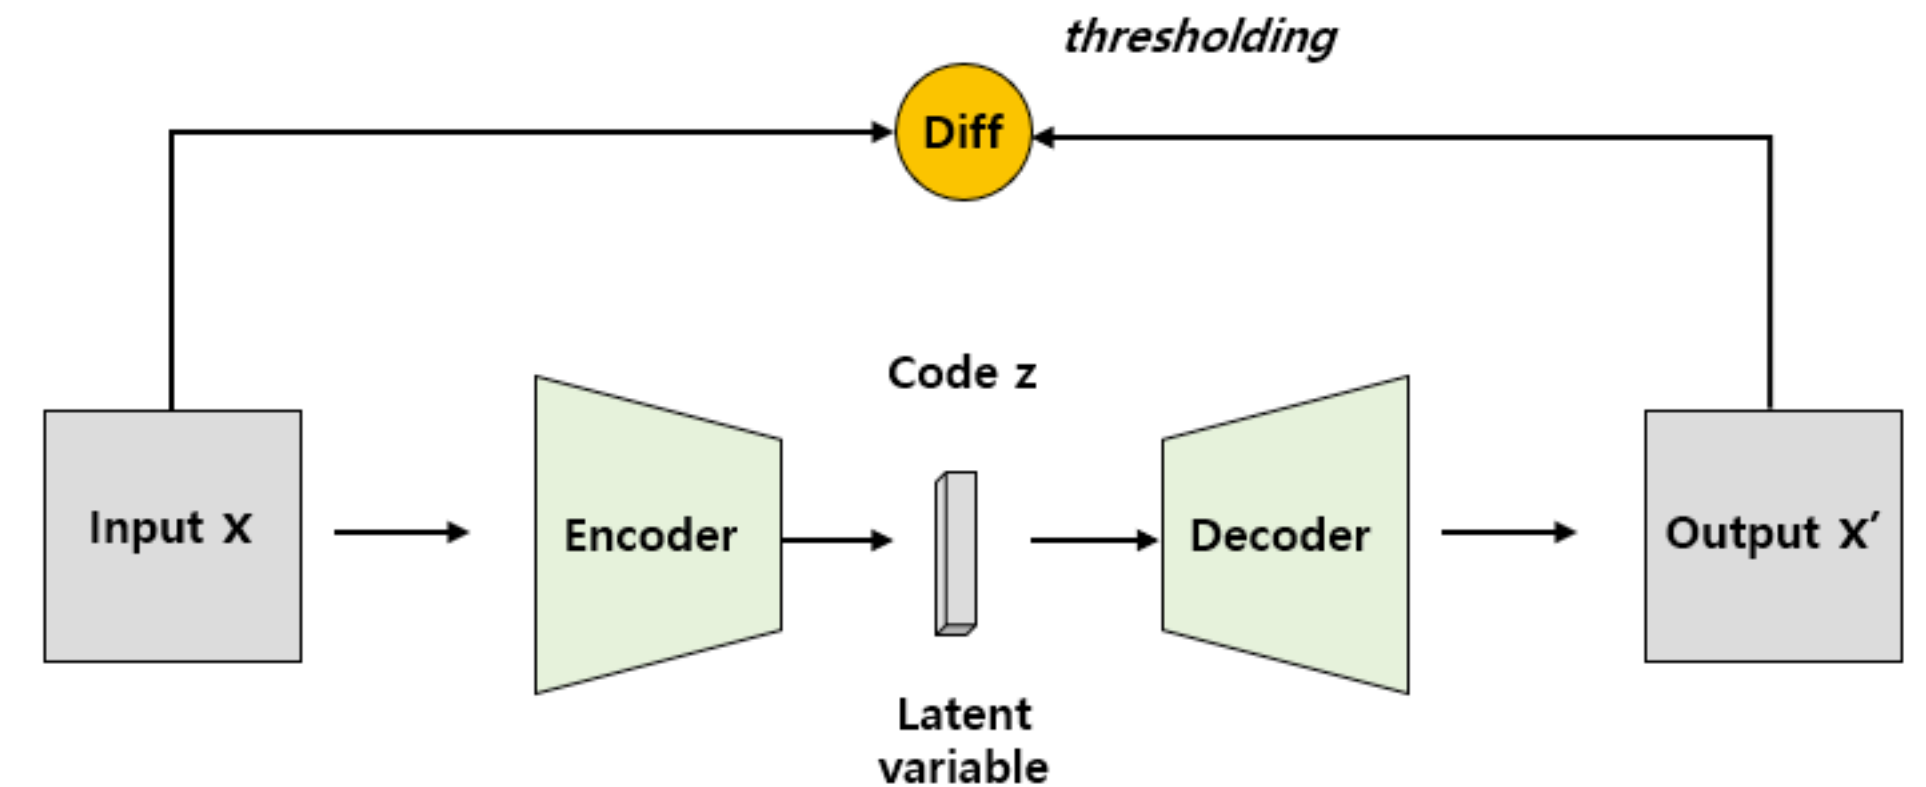 thresholding
Diff
Code z
Input X
Encoder
Decoder
Output X′
Latent
variable